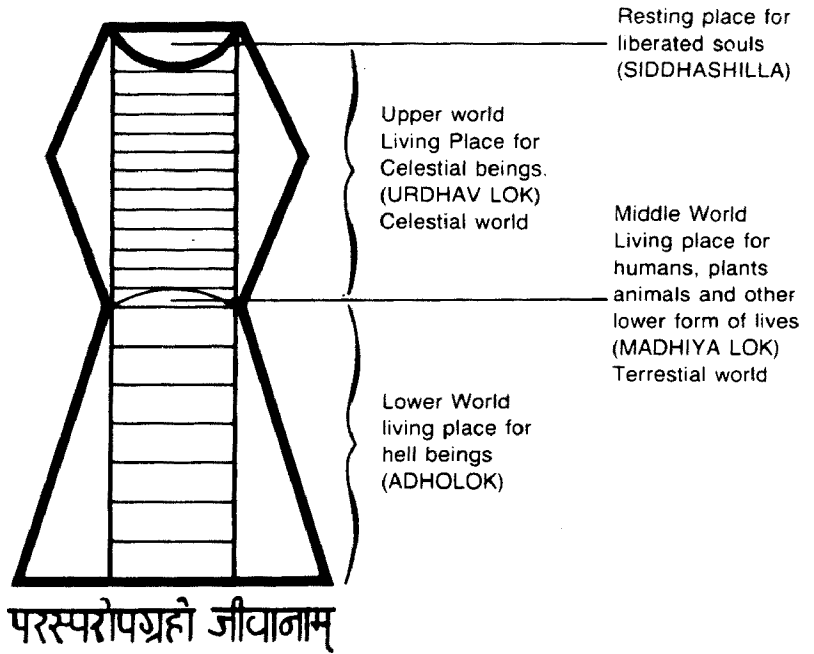 Resting place for
liberated souls
(SIDDHASHILLA)
Upper world
Living Place for
Celestial beings.
(URDHAV LOK)
Celestial world
Middle World
Living place for
humans, plants
animals and other
lower form of lives
(MADHIYA LOK)
Terrestial world
Lower World
living place for
hell beings
(ADHOLOK)
परस्परोपग्रहो जीवानाम्